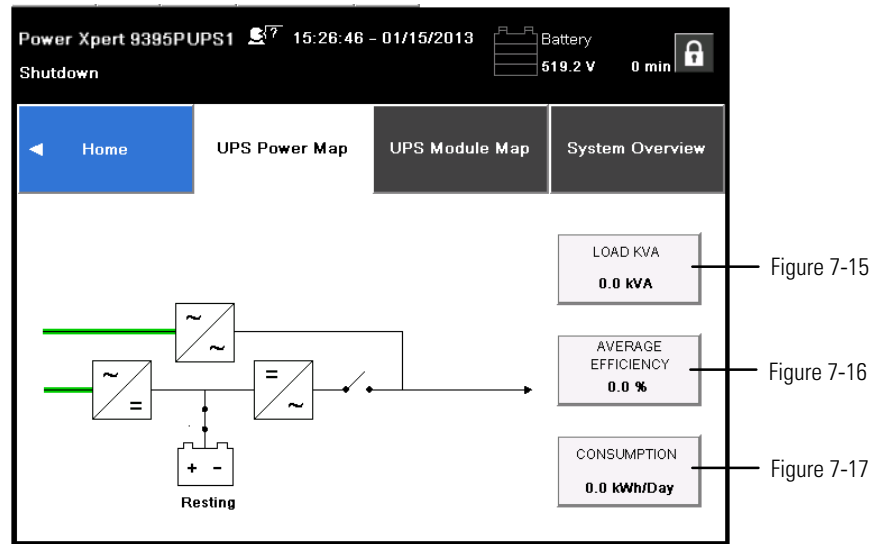 Power Xpert 9395P UPS1 ? 15:26:46 - 01/15/2013 Battery
Shutdown 519.2 V 0 min
◄ Home UPS Power Map UPS Module Map System Overview
LOAD KVA
0.0 kVA
Figure 7-15
AVERAGE
EFFICIENCY
0.0 %
Figure 7-16
CONSUMPTION
0.0 kWh/Day
Figure 7-17
~ ~
~ =
= ~
+ -
Resting